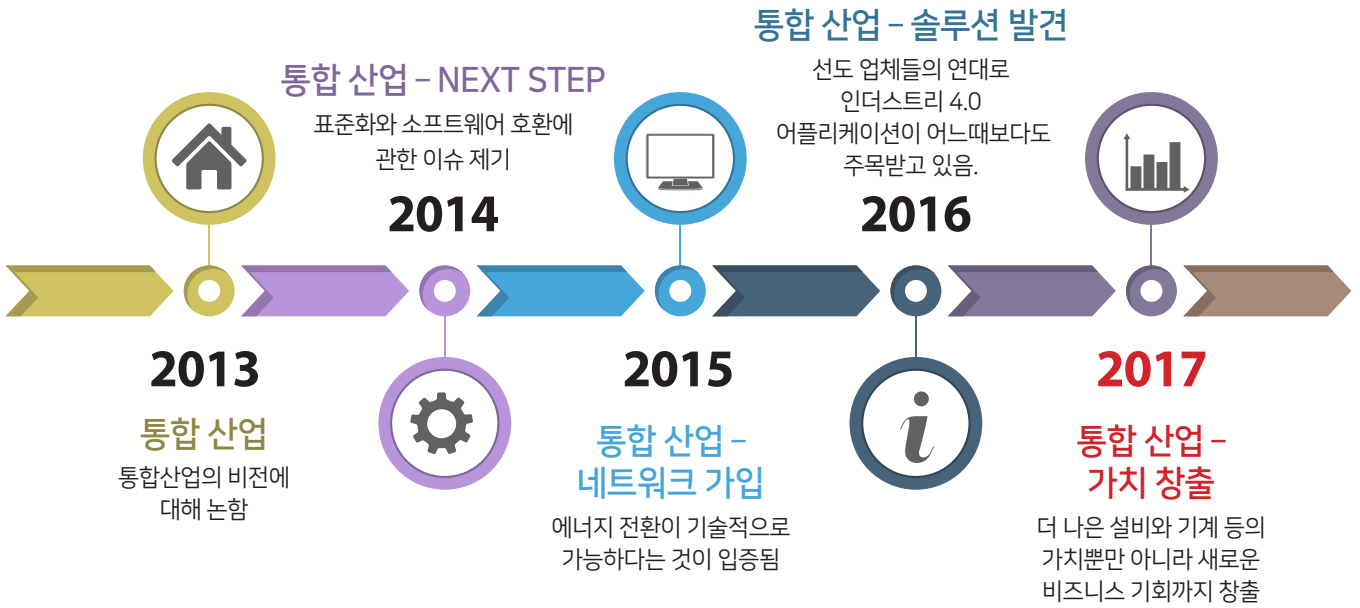 2013
통합 산업
통합산업의 비전에
대해 논함
통합 산업 – NEXT STEP
표준화와 소프트웨어 호환에
관한 이슈 제기
2014
2015
통합 산업 –
네트워크 가입
에너지 전환이 기술적으로
가능하다는 것이 입증됨
통합 산업 – 솔루션 발견
선도 업체들의 연대로
인더스트리 4.0
어플리케이션이 어느때보다도
주목받고 있음.
2016
2017
통합 산업 –
가치 창출
더 나은 설비와 기계 등의
가치뿐만 아니라 새로운
비즈니스 기회까지 창출
i